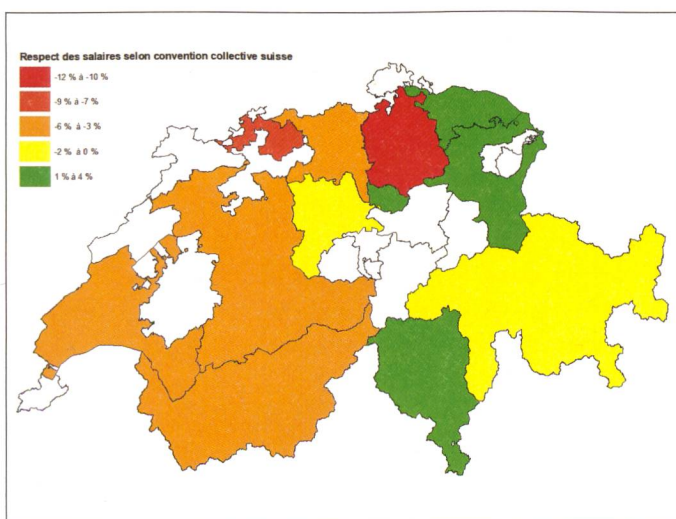 Respect des salaires selon convention collective suisse
-12 % à -10 %
-9 % à -7 %
-6 % à -3 %
-2 % à 0 %
1 % à 4 %